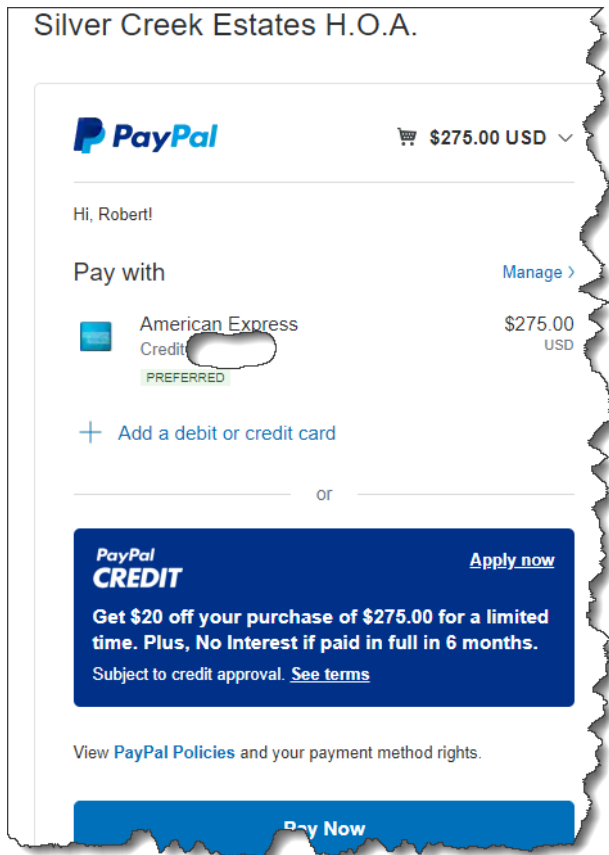 Silver Creek Estates H.O.A.
PayPal
$275.00 USD
Hi, Robert!
Pay with
Manage
American Express
$275.00
Credit
USD
PREFERRED
Add a debit or credit card
or
PayPal
CREDIT
Apply now
Get $20 off your purchase of $275.00 for a limited
time. Plus, No Interest if paid in full in 6 months.
Subject to credit approval. See terms
View PayPal Policies and your payment method rights.
Pay Now